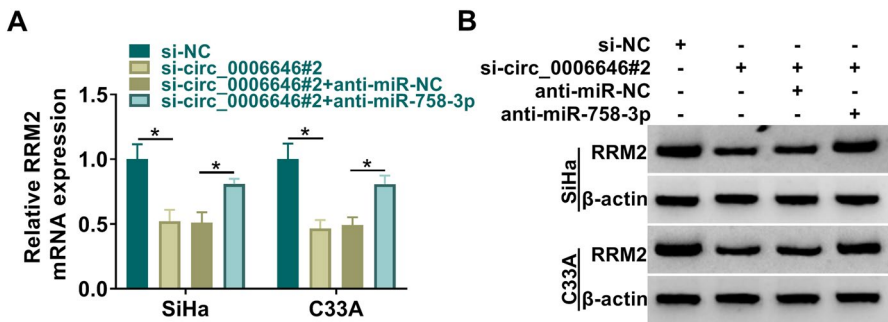 A
si-NC
si-circ_0006646#2
si-circ_0006646#2+anti-miR-NC
si-circ_0006646#2+anti-miR-758-3p
Relative RRM2
mRNA expression
1.5
1.0
0.5
0.0
* * * *
SiHa C33A
B
si-NC + - - -
si-circ_0006646#2 - + + +
anti-miR-NC - - + -
anti-miR-758-3p - - - +
SiHa
RRM2
β-actin
C33A
RRM2
β-actin